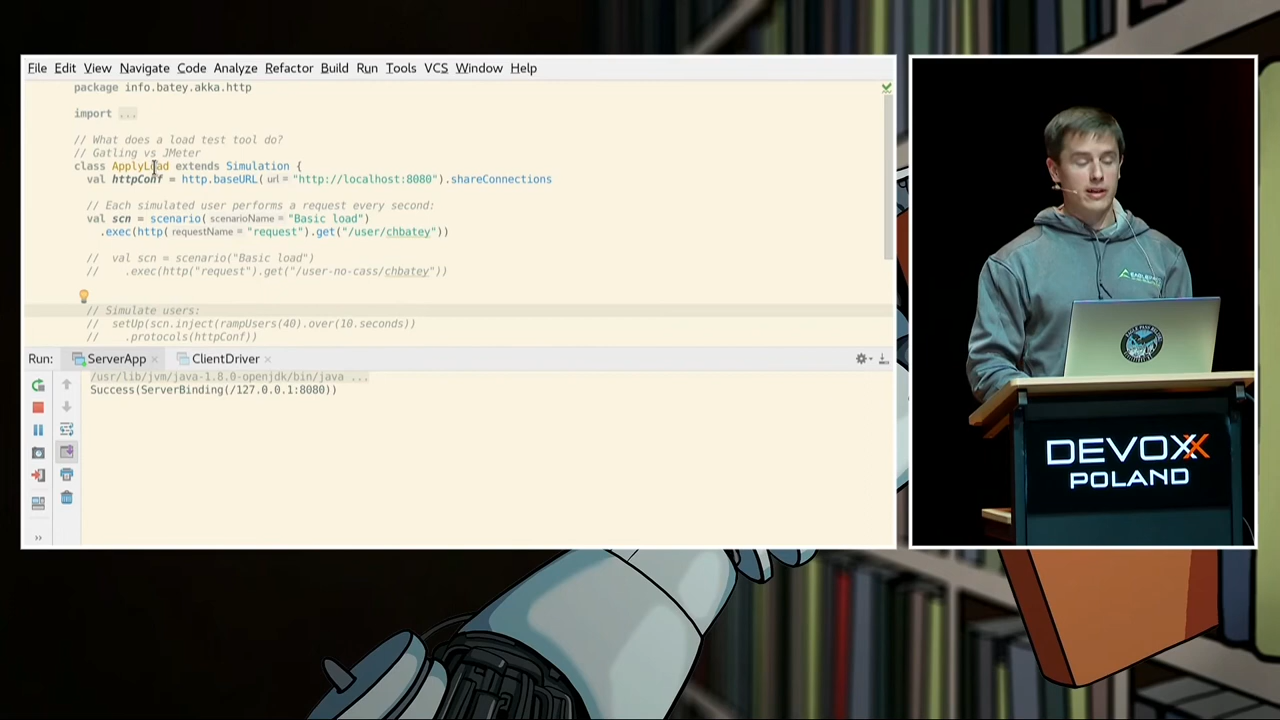 File Edit View Navigate Code Analyze Refactor Build Run Tools VCS Window Help
package info.batey.akka.http
import ...
// What does a load test tool do?
// Gatling vs JMeter
class ApplyLoad extends Simulation {
val httpConf = http.baseURL( url = "http://localhost:8080").shareConnections
// Each simulated user performs a request every second:
val scn = scenario( scenarioName = "Basic load")
.exec(http( requestName = "request").get("/user/chbatey"))
// val scn = scenario("Basic load")
// .exec(http("request").get("/user-no-cass/chbatey"))
// Simulate users:
// setUp(scn.inject(rampUsers(40).over(10.seconds))
// .protocols(httpConf))
Run: ServerApp ClientDriver
/usr/lib/jvm/java-1.8.0-openjdk/bin/java ...
Success(ServerBinding(/127.0.0.1:8080))
DEVOXX
POLAND